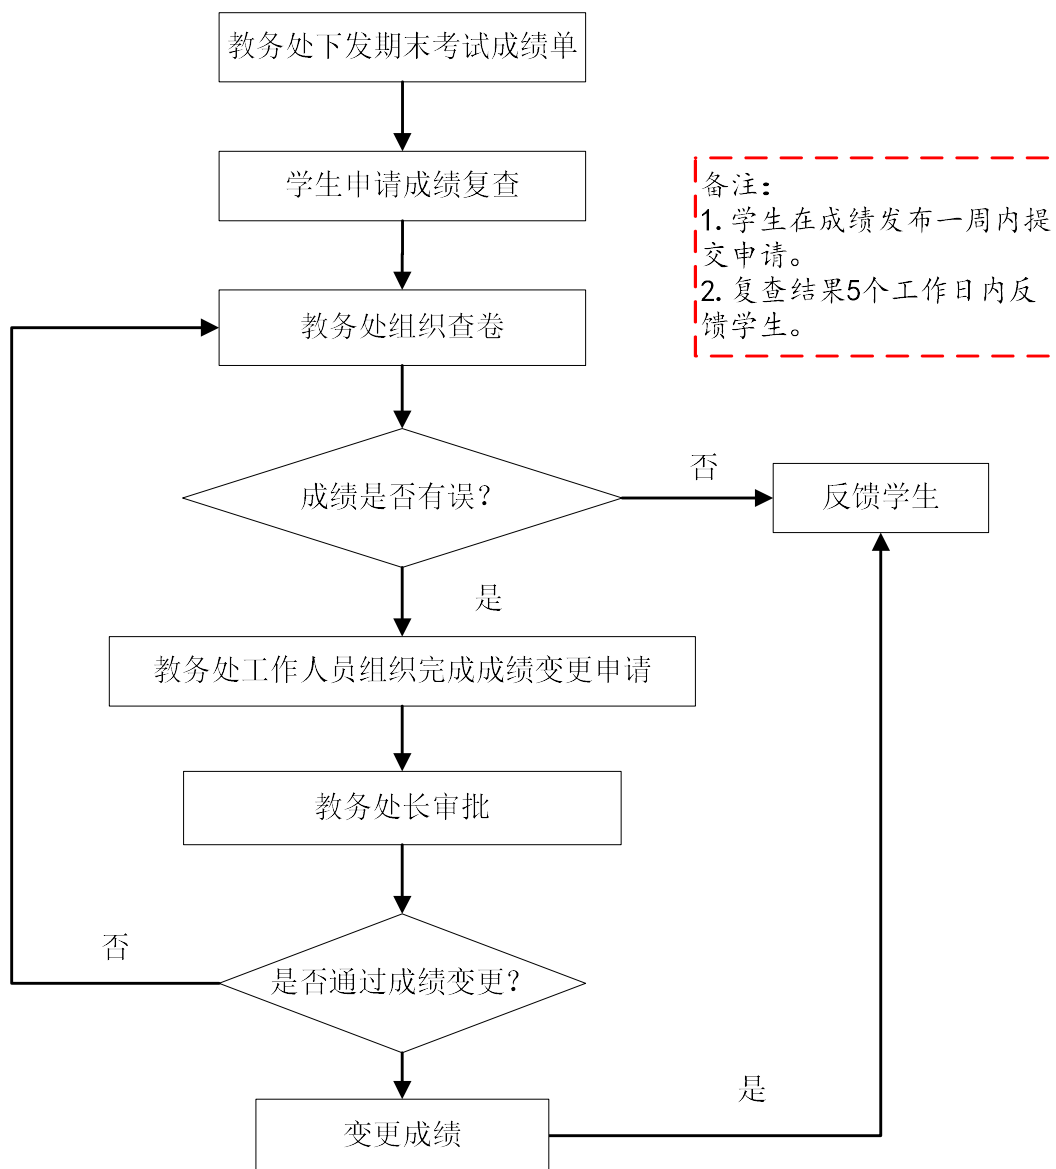 教务处下发期末考试成绩单
学生申请成绩复查
备注：
1.学生在成绩发布一周内提
交申请。
2.复查结果5个工作日内反
馈学生。
教务处组织查卷
成绩是否有误？
否
反馈学生
是
教务处工作人员组织完成成绩变更申请
教务处长审批
否
是否通过成绩变更？
是
变更成绩